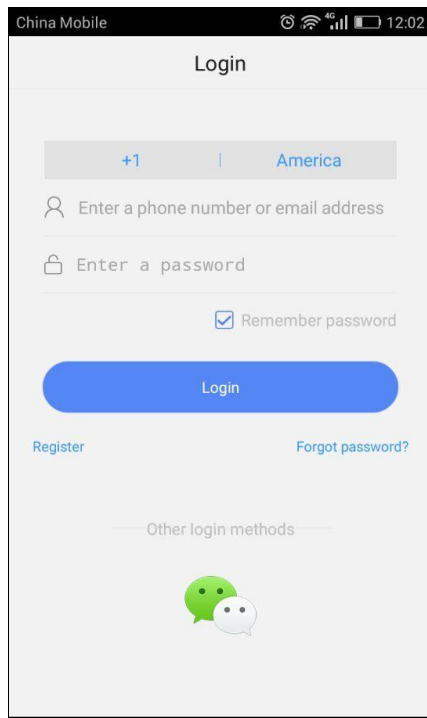 China Mobile 4G 12:02
Login
+1 | America
Enter a phone number or email address
Enter a password
Remember password
Login
Register Forgot password?
Other login methods